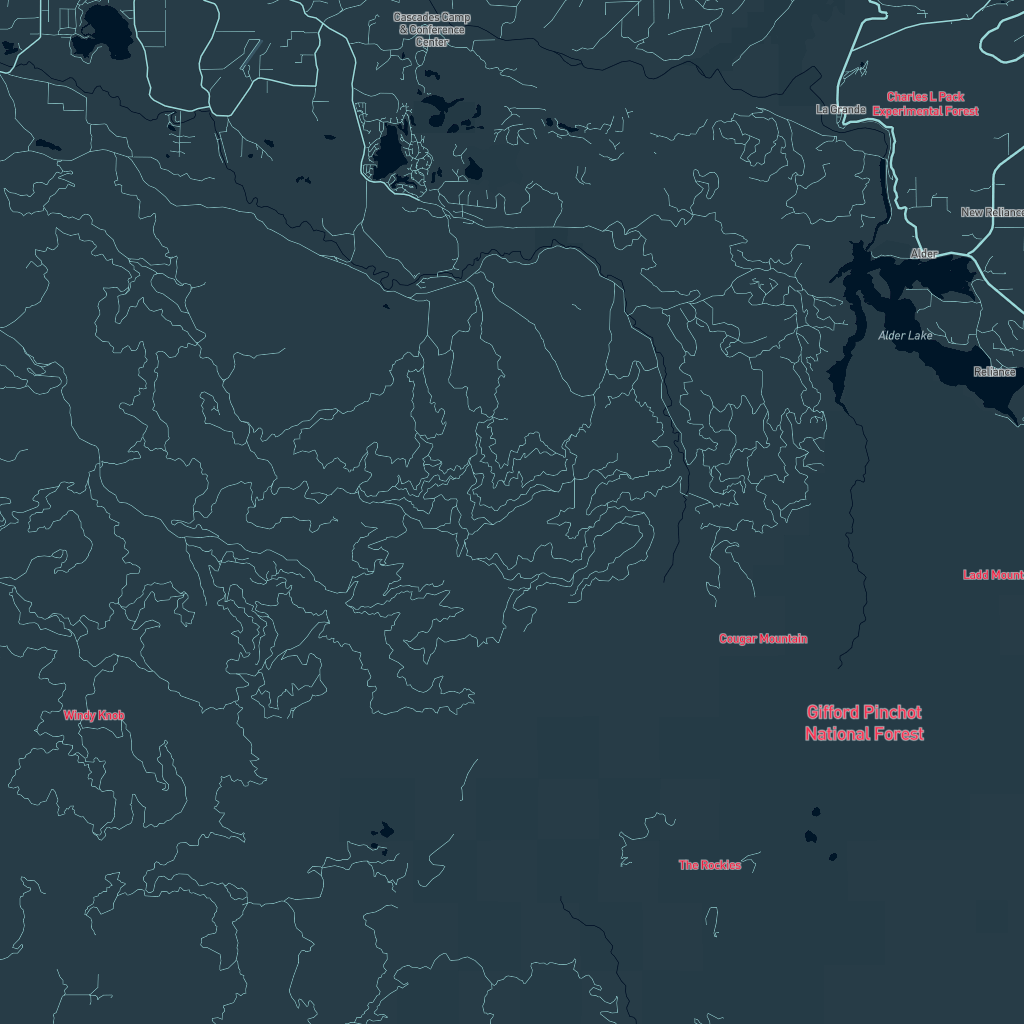 Cascades Camp
& Conference
Center
Charles L Pack
Experimental Forest
La Grande
New Reliance
Alder
Alder Lake
Reliance
Ladd Mount
Cougar Mountain
Gifford Pinchot
National Forest
Windy Knob
The Rockies